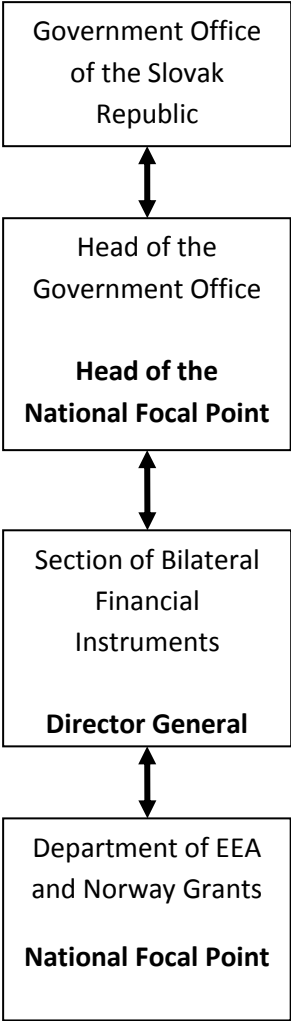 Government Office
of the Slovak
Republic
Head of the
Government Office
Head of the
National Focal Point
Section of Bilateral
Financial
Instruments
Director General
Department of EEA
and Norway Grants
National Focal Point